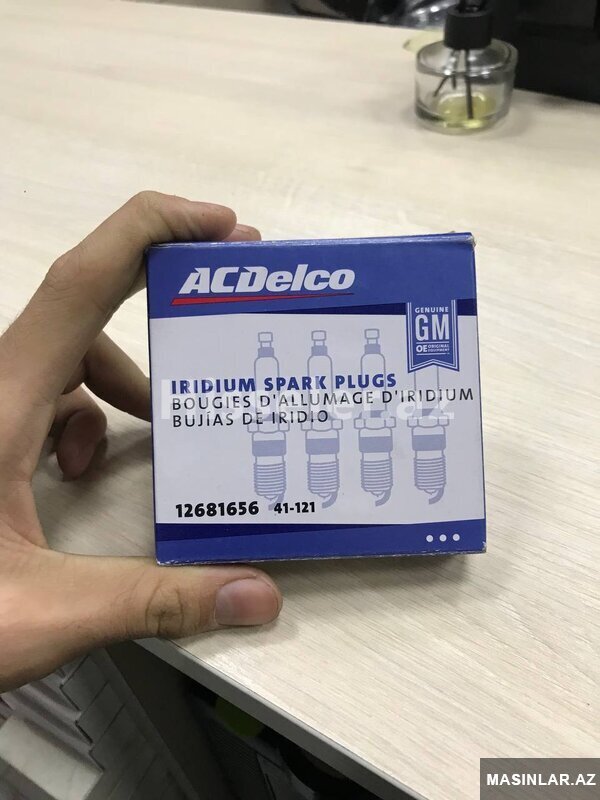 ACDelco
GENUINE
GM
OE ORIGINAL
EQUIPMENT
IRIDIUM SPARK PLUGS
BOUGIES D'ALLUMAGE D'IRIDIUM
BUJÍAS DE IRIDIO
12681656 41-121
MASINLAR.AZ